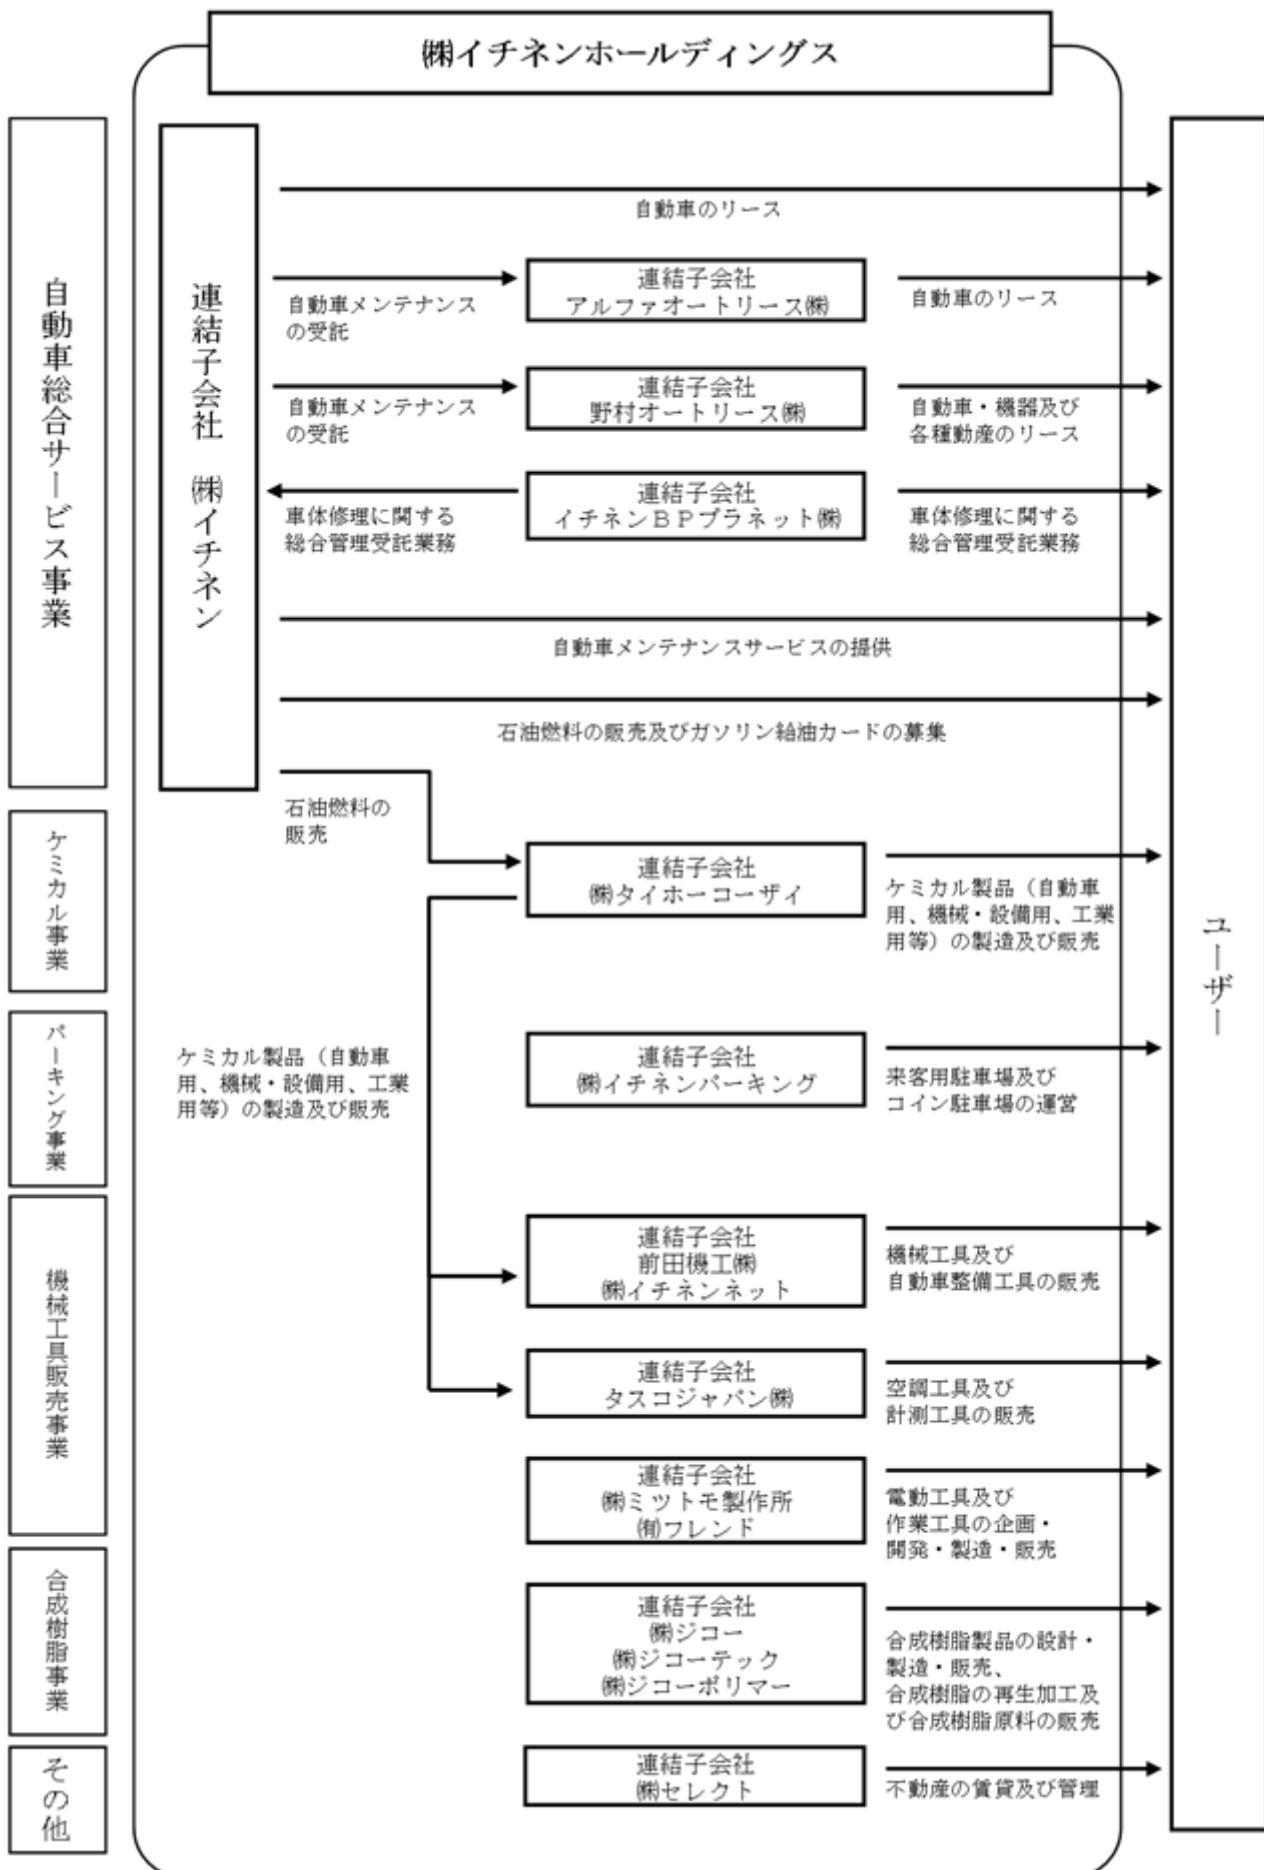 ㈱イチネンホールディングス
自動車総合サービス事業
連結子会社 ㈱イチネン
自動車のリース
自動車メンテナンス
の受託
連結子会社
アルファオートリース㈱
自動車のリース
自動車メンテナンス
の受託
連結子会社
野村オートリース㈱
自動車・機器及び
各種動産のリース
車体修理に関する
総合管理受託業務
連結子会社
イチネンBPプラネット㈱
車体修理に関する
総合管理受託業務
自動車メンテナンスサービスの提供
石油燃料の販売及びガソリン給油カードの募集
石油燃料の
販売
ケミカル事業
連結子会社
㈱タイホーコーザイ
ケミカル製品（自動車
用、機械・設備用、工業
用等）の製造及び販売
ユーザー
パーキング事業
ケミカル製品（自動車
用、機械・設備用、工業
用等）の製造及び販売
連結子会社
㈱イチネンパーキング
来客用駐車場及び
コイン駐車場の運営
機械工具販売事業
連結子会社
前田機工㈱
㈱イチネンネット
機械工具及び
自動車整備工具の販売
連結子会社
タスコジャパン㈱
空調工具及び
計測工具の販売
連結子会社
㈱ミツトモ製作所
㈲フレンド
電動工具及び
作業工具の企画・
開発・製造・販売
合成樹脂事業
連結子会社
㈱ジコー
㈱ジコーテック
㈱ジコーポリマー
合成樹脂製品の設計・
製造・販売、
合成樹脂の再生加工及
び合成樹脂原料の販売
その他
連結子会社
㈱セレクト
不動産の賃貸及び管理